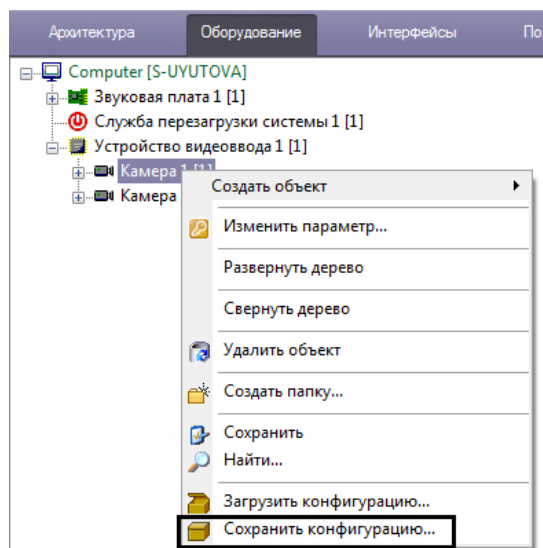 Архитектура Оборудование Интерфейсы По
Computer [S-UYUTOVA]
Звуковая плата 1 [1]
Служба перезагрузки системы 1 [1]
Устройство видеоввода 1 [1]
Камера 1 [1]
Камера
Создать объект
Изменить параметр...
Развернуть дерево
Свернуть дерево
Удалить объект
Создать папку...
Сохранить
Найти...
Загрузить конфигурацию...
Сохранить конфигурацию...